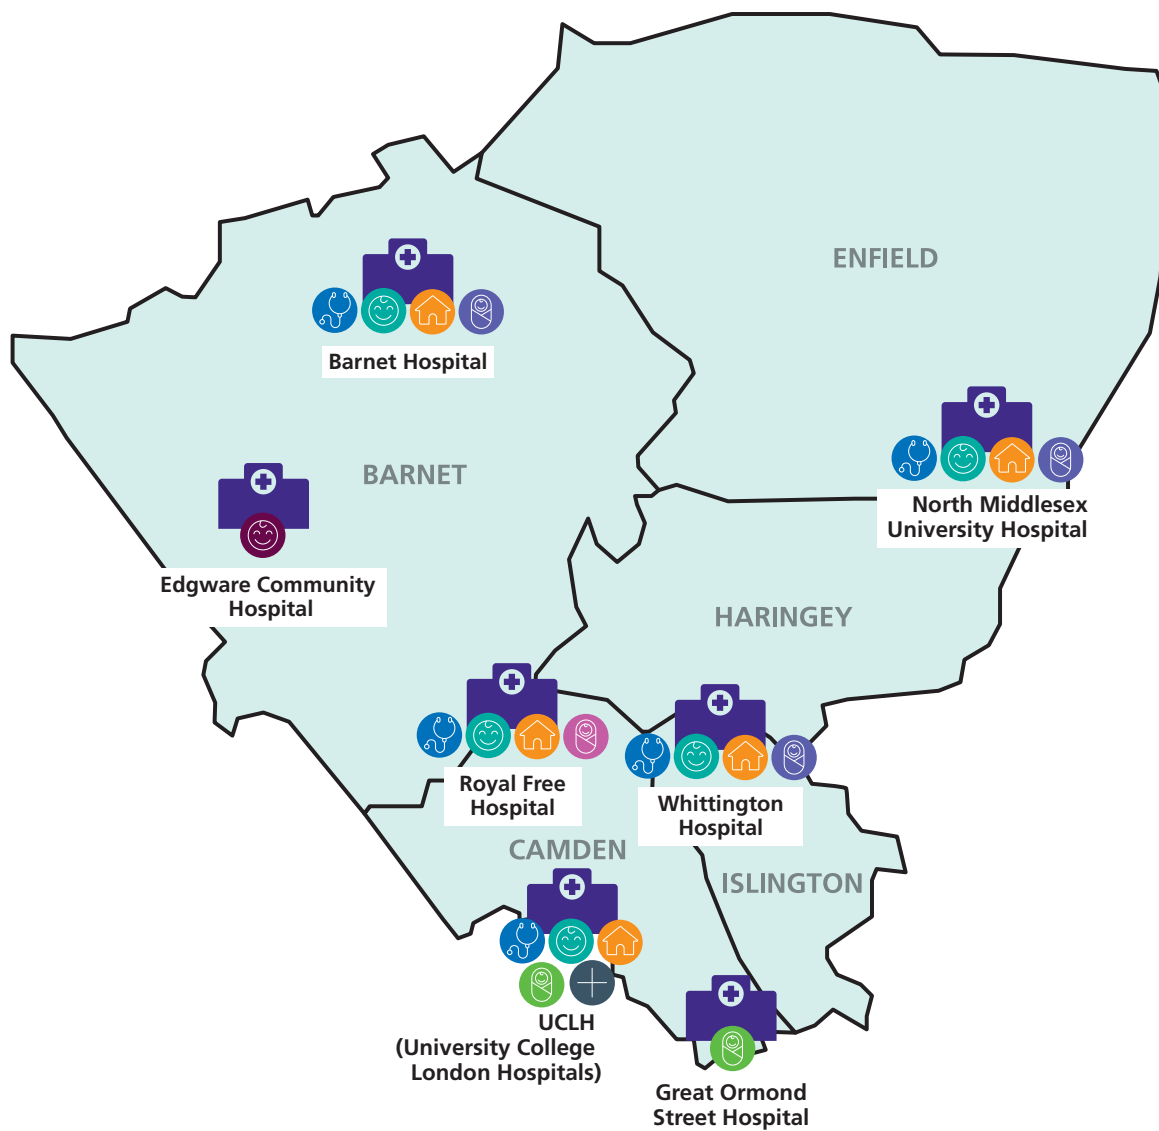 ENFIELD
Barnet Hospital
BARNET
North Middlesex
University Hospital
Edgware Community
Hospital
HARINGEY
Royal Free
Hospital
Whittington
Hospital
CAMDEN
ISLINGTON
UCLH
(University College
London Hospitals)
Great Ormond
Street Hospital